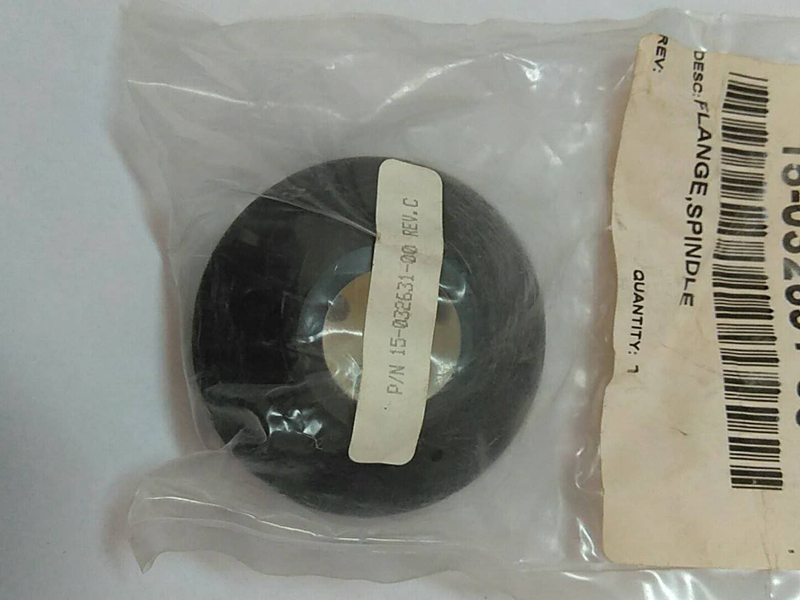 P/N 15-032631-00 REV.C
DESC:FLANGE,SPINDLE
REV:
QUANTITY: 1